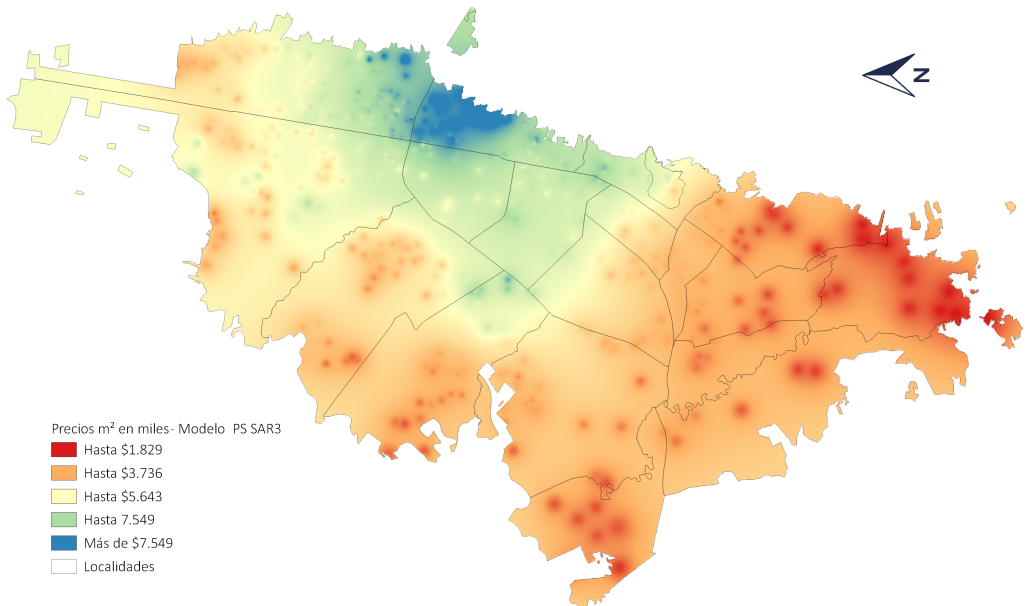 N
Precios m² en miles- Modelo PS SAR3
Hasta $1.829
Hasta $3.736
Hasta $5.643
Hasta 7.549
Más de $7.549
Localidades